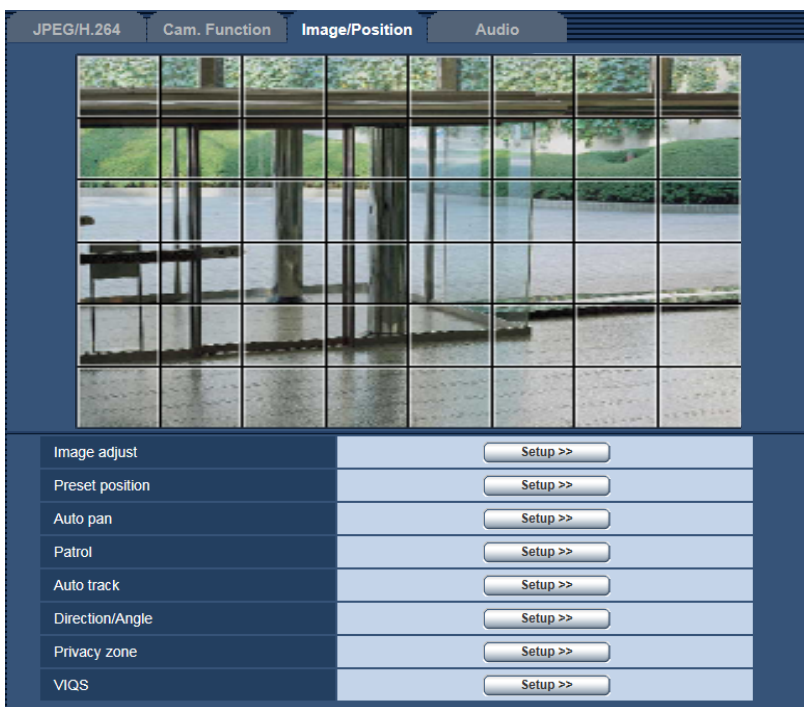 JPEG/H.264 Cam. Function Image/Position Audio
Image adjust Setup >>
Preset position Setup >>
Auto pan Setup >>
Patrol Setup >>
Auto track Setup >>
Direction/Angle Setup >>
Privacy zone Setup >>
VIQS Setup >>